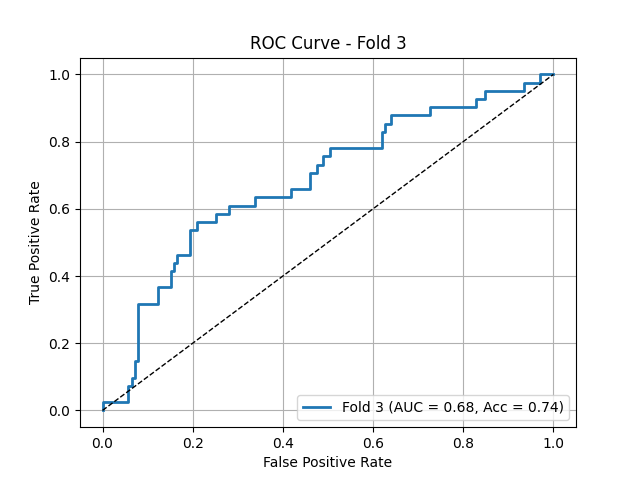 ROC Curve - Fold 3
True Positive Rate
1.0
0.8
0.6
0.4
0.2
0.0
Fold 3 (AUC = 0.68, Acc = 0.74)
0.0 0.2 0.4 0.6 0.8 1.0
False Positive Rate